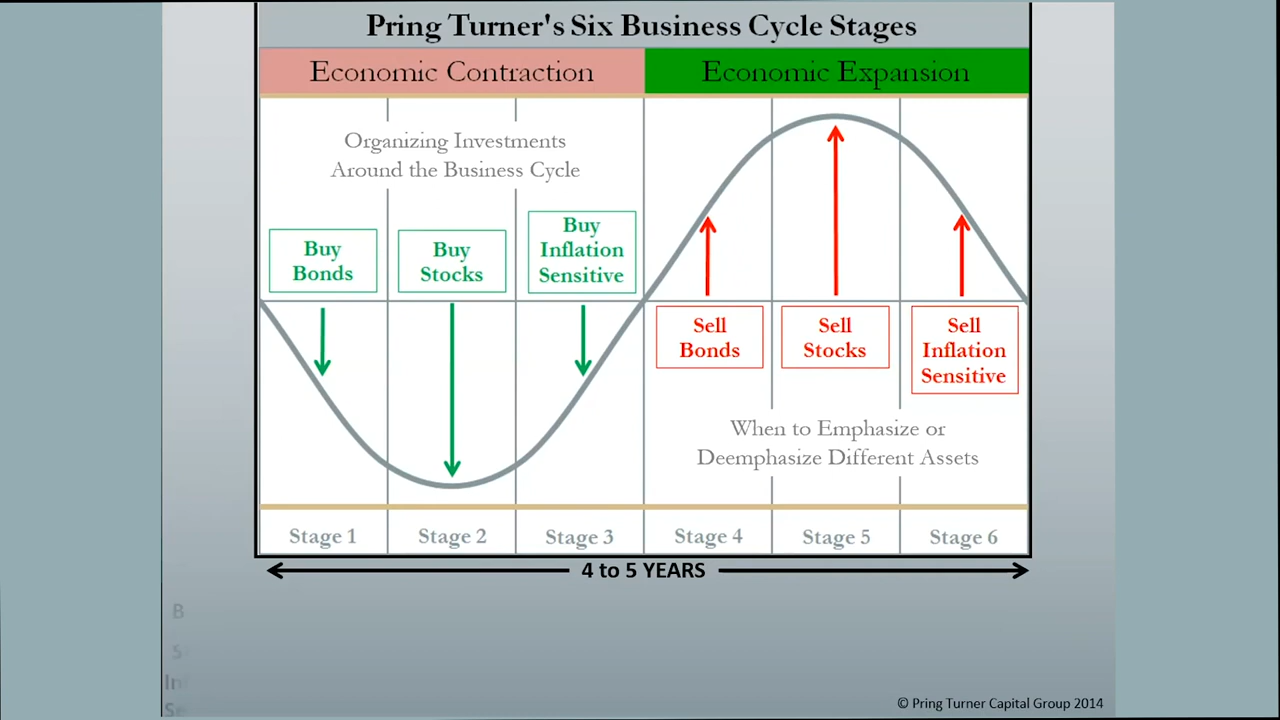 Pring Turner's Six Business Cycle Stages
Economic Contraction
Economic Expansion
Organizing Investments
Around the Business Cycle
Buy
Bonds
Buy
Stocks
Buy
Inflation
Sensitive
Sell
Bonds
Sell
Stocks
Sell
Inflation
Sensitive
When to Emphasize or
Deemphasize Different Assets
Stage 1
Stage 2
Stage 3
Stage 4
Stage 5
Stage 6
4 to 5 YEARS
© Pring Turner Capital Group 2014